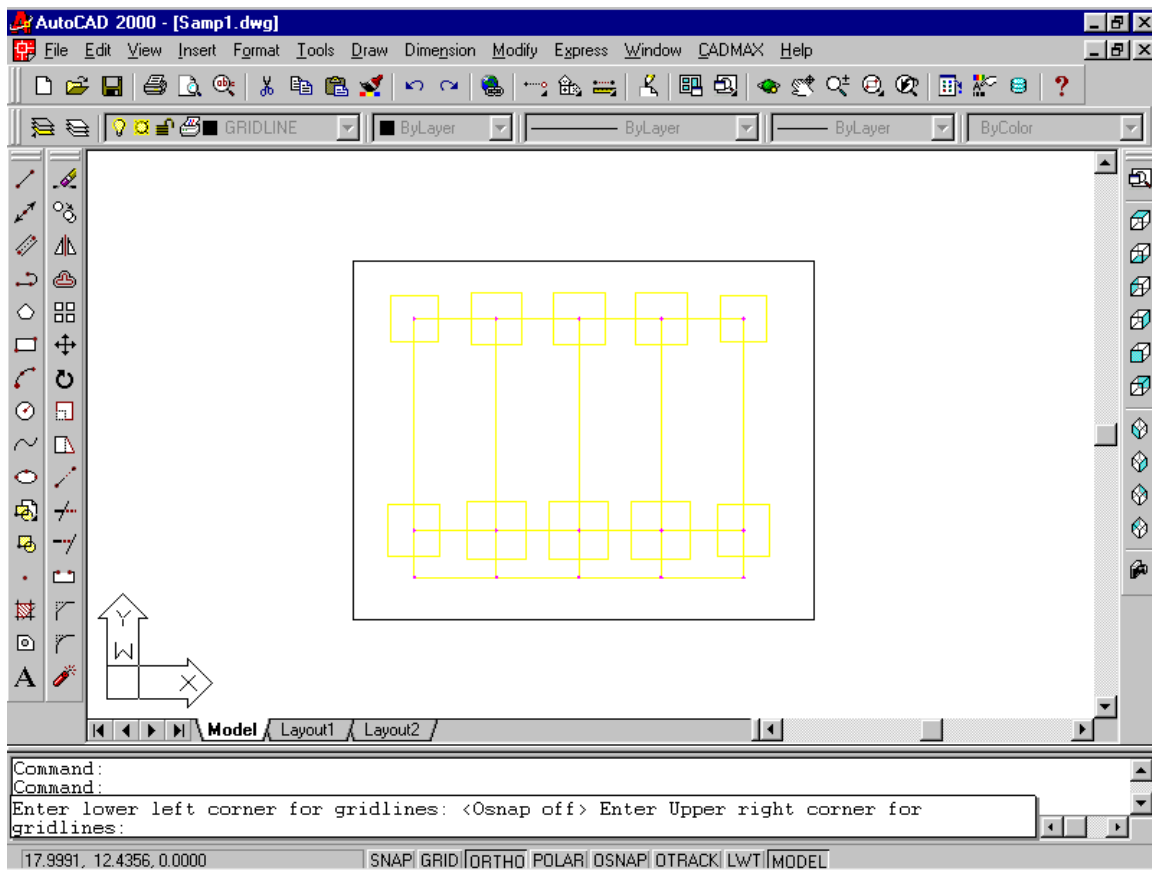 AutoCAD 2000 - [Samp1.dwg]
File Edit View Insert Format Tools Draw Dimension Modify Express Window CADMAX Help
GRIDLINE ByLayer ByLayer ByLayer ByColor
A
Y
W
X
Model Layout1 Layout2
Command:
Command:
Enter lower left corner for gridlines: <Osnap off> Enter Upper right corner for
gridlines:
17.9991, 12.4356, 0.0000 SNAP GRID ORTHO POLAR OSNAP OTRACK LWT MODEL